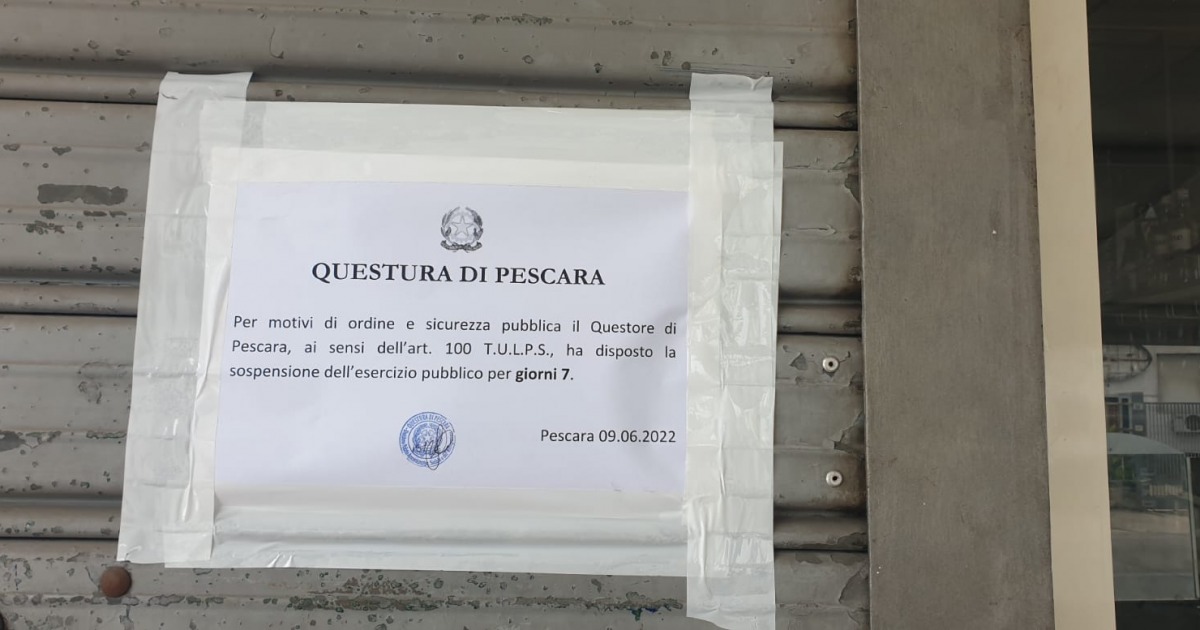 QUESTURA DI PESCARA
Per motivi di ordine e sicurezza pubblica il Questore di
Pescara, ai sensi dell'art. 100 T.U.L.P.S., ha disposto la
sospensione dell'esercizio pubblico per giorni 7.
Pescara 09.06.2022